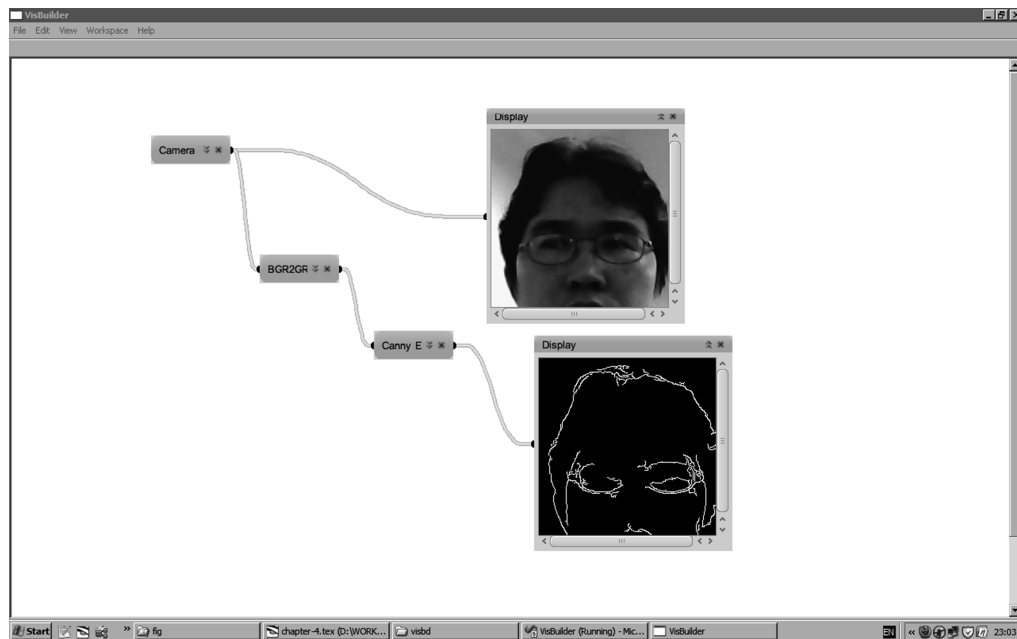 VisBuilder
File Edit View Workspace Help
Display
Camera
BGR2GR
Canny E
Display
Start » fig chapter-4.tex (D:\WORK... visbd VisBuilder (Running) - Mic... VisBuilder EN « 23:03